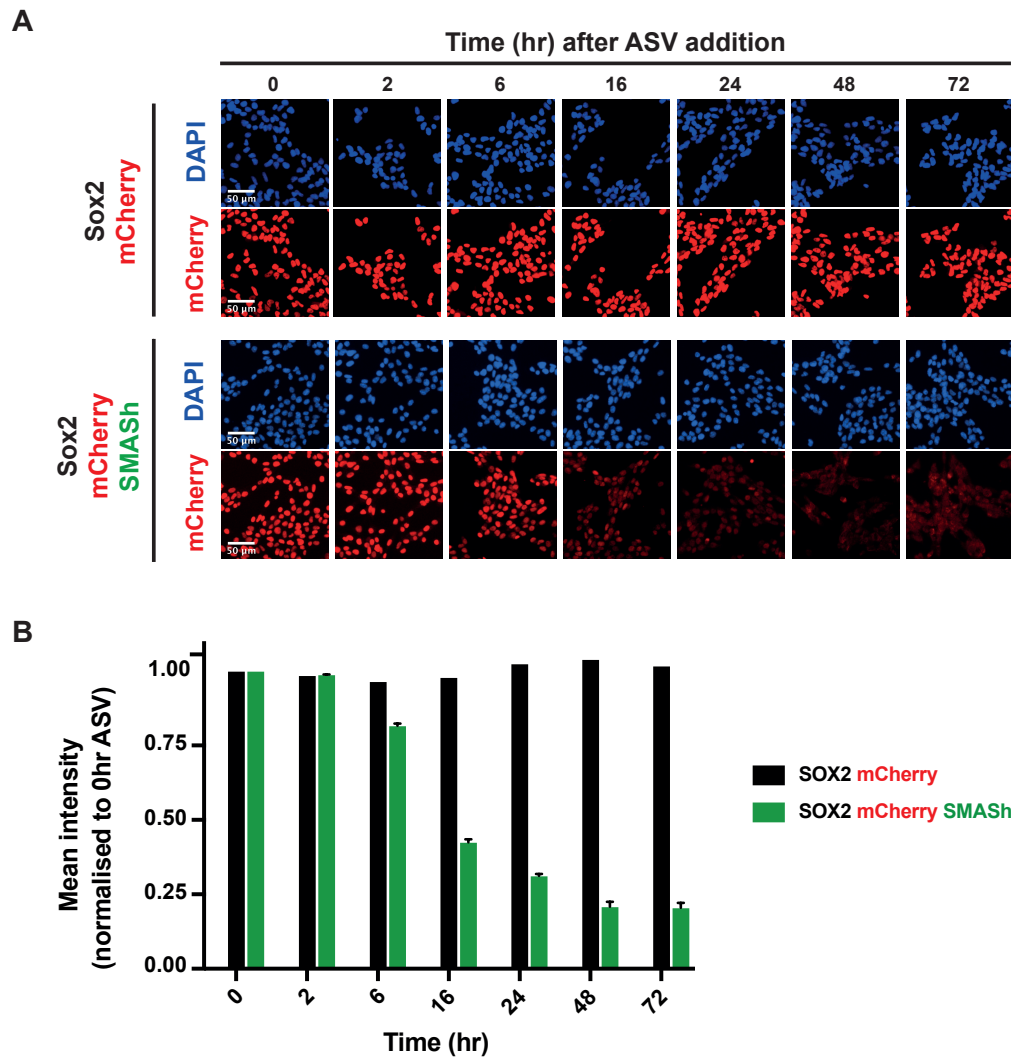 A
Time (hr) after ASV addition
0 2 6 16 24 48 72
Sox2
mCherry
DAPI
50 µm
mCherry
50 µm
Sox2
mCherry
SMASh
DAPI
50 µm
mCherry
50 µm
B
Mean intensity
(normalised to 0hr ASV)
1.00
0.75
0.50
0.25
0.00
0 2 6 16 24 48 72
Time (hr)
SOX2 mCherry
SOX2 mCherry SMASh